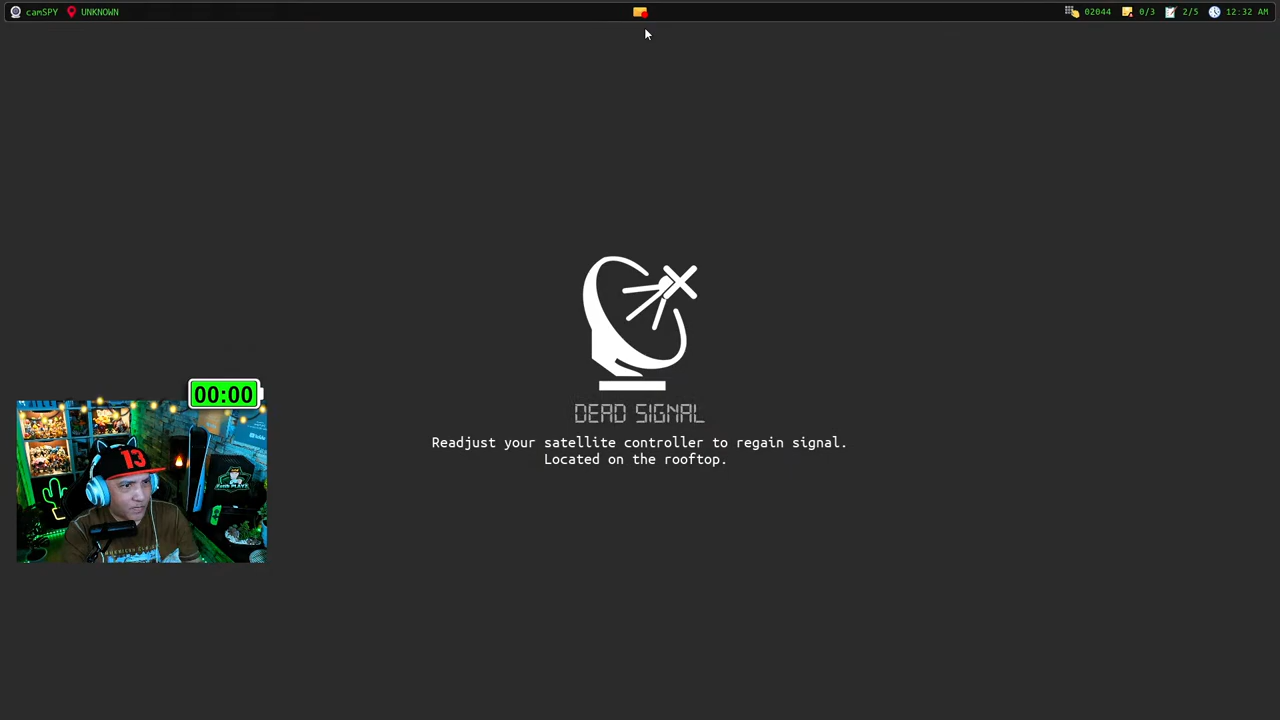 camSPY UNKNOWN 02044 0/3 2/5 12:32 AM
DEAD SIGNAL
Readjust your satellite controller to regain signal.
Located on the rooftop.
00:00
13